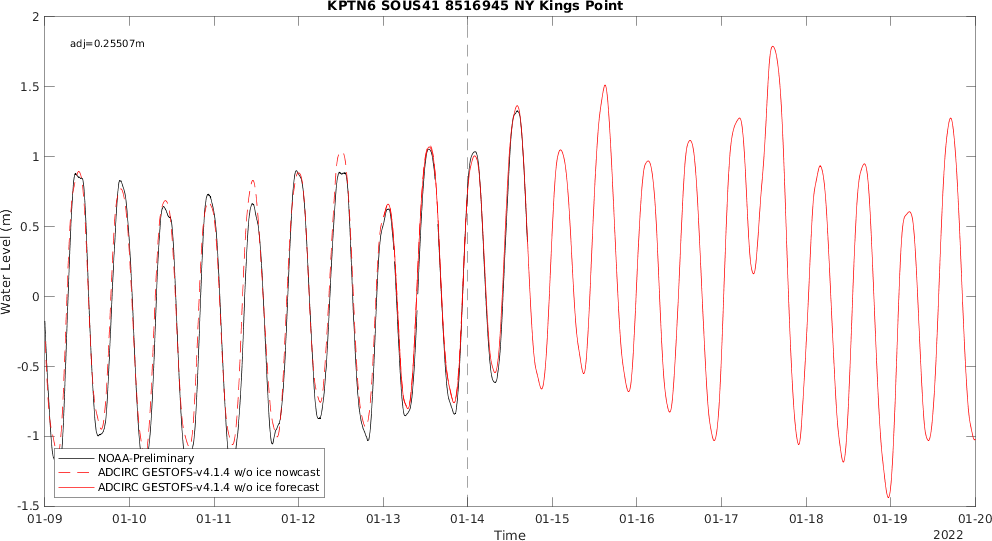 KPTN6 SOUS41 8516945 NY Kings Point
adj=0.25507m
Water Level (m)
2
1.5
1
0.5
0
-0.5
-1
-1.5
NOAA-Preliminary
ADCIRC GESTOFS-v4.1.4 w/o ice nowcast
ADCIRC GESTOFS-v4.1.4 w/o ice forecast
01-09 01-10 01-11 01-12 01-13 01-14 01-15 01-16 01-17 01-18 01-19 01-20
Time
2022